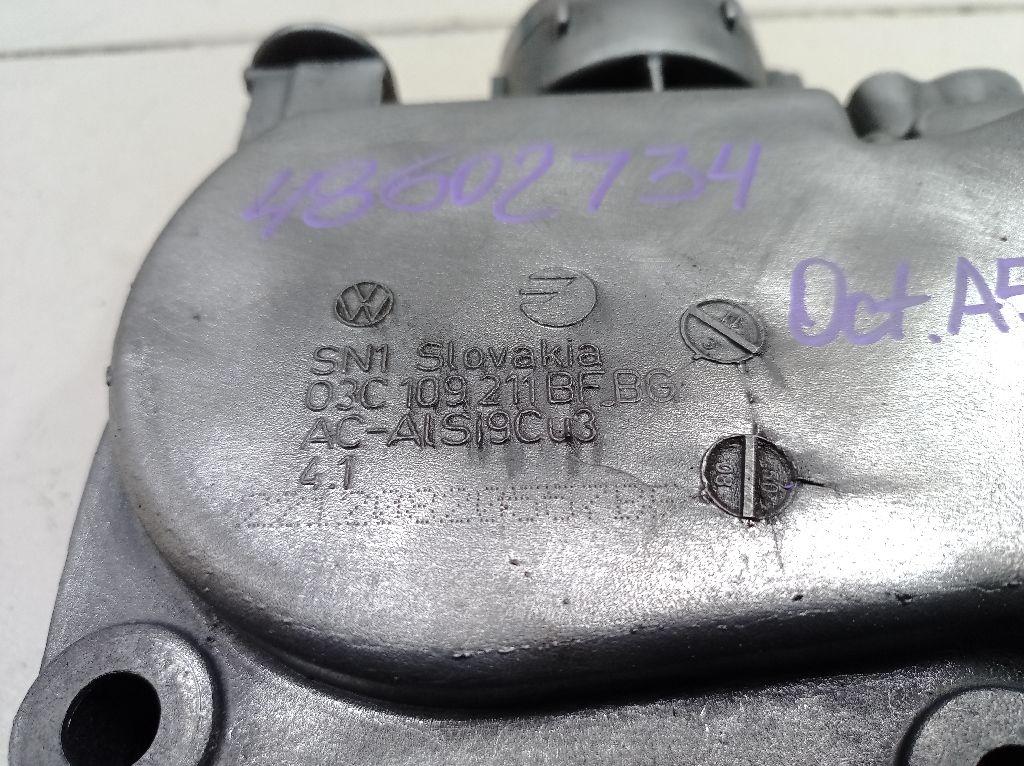 48602734
Oct. A5
SN1 Slovakia
03C 109 211 BF.BG
AC-AlSi9Cu3
4.1